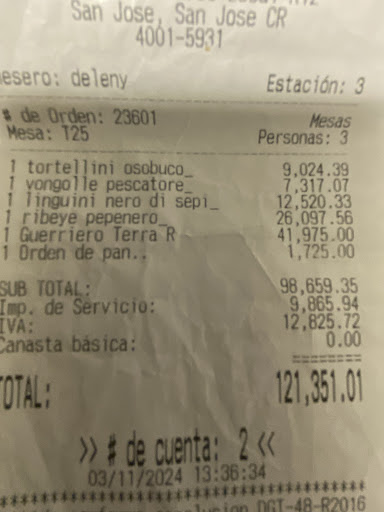 San Jose, San Jose CR
4001-5931
esero: deleny Estación: 3
# de Orden: 23601 Mesas
Mesa: T25 Personas: 3
1 tortellini osobuco_ 9,024.39
1 vongolle pescatore_ 7,317.07
1 linguini nero di sepi_ 12,520.33
1 ribeye pepenero_ 26,097.56
1 Guerriero Terra R 41,975.00
1 Orden de pan.. 1,725.00
SUB TOTAL: 98,659.35
Imp. de Servicio: 9,865.94
IVA: 12,825.72
Canasta básica: 0.00
========
TOTAL: 121,351.01
>> # de cuenta: 2 <<
03/11/2024 13:36:34
DGT-48-R2016